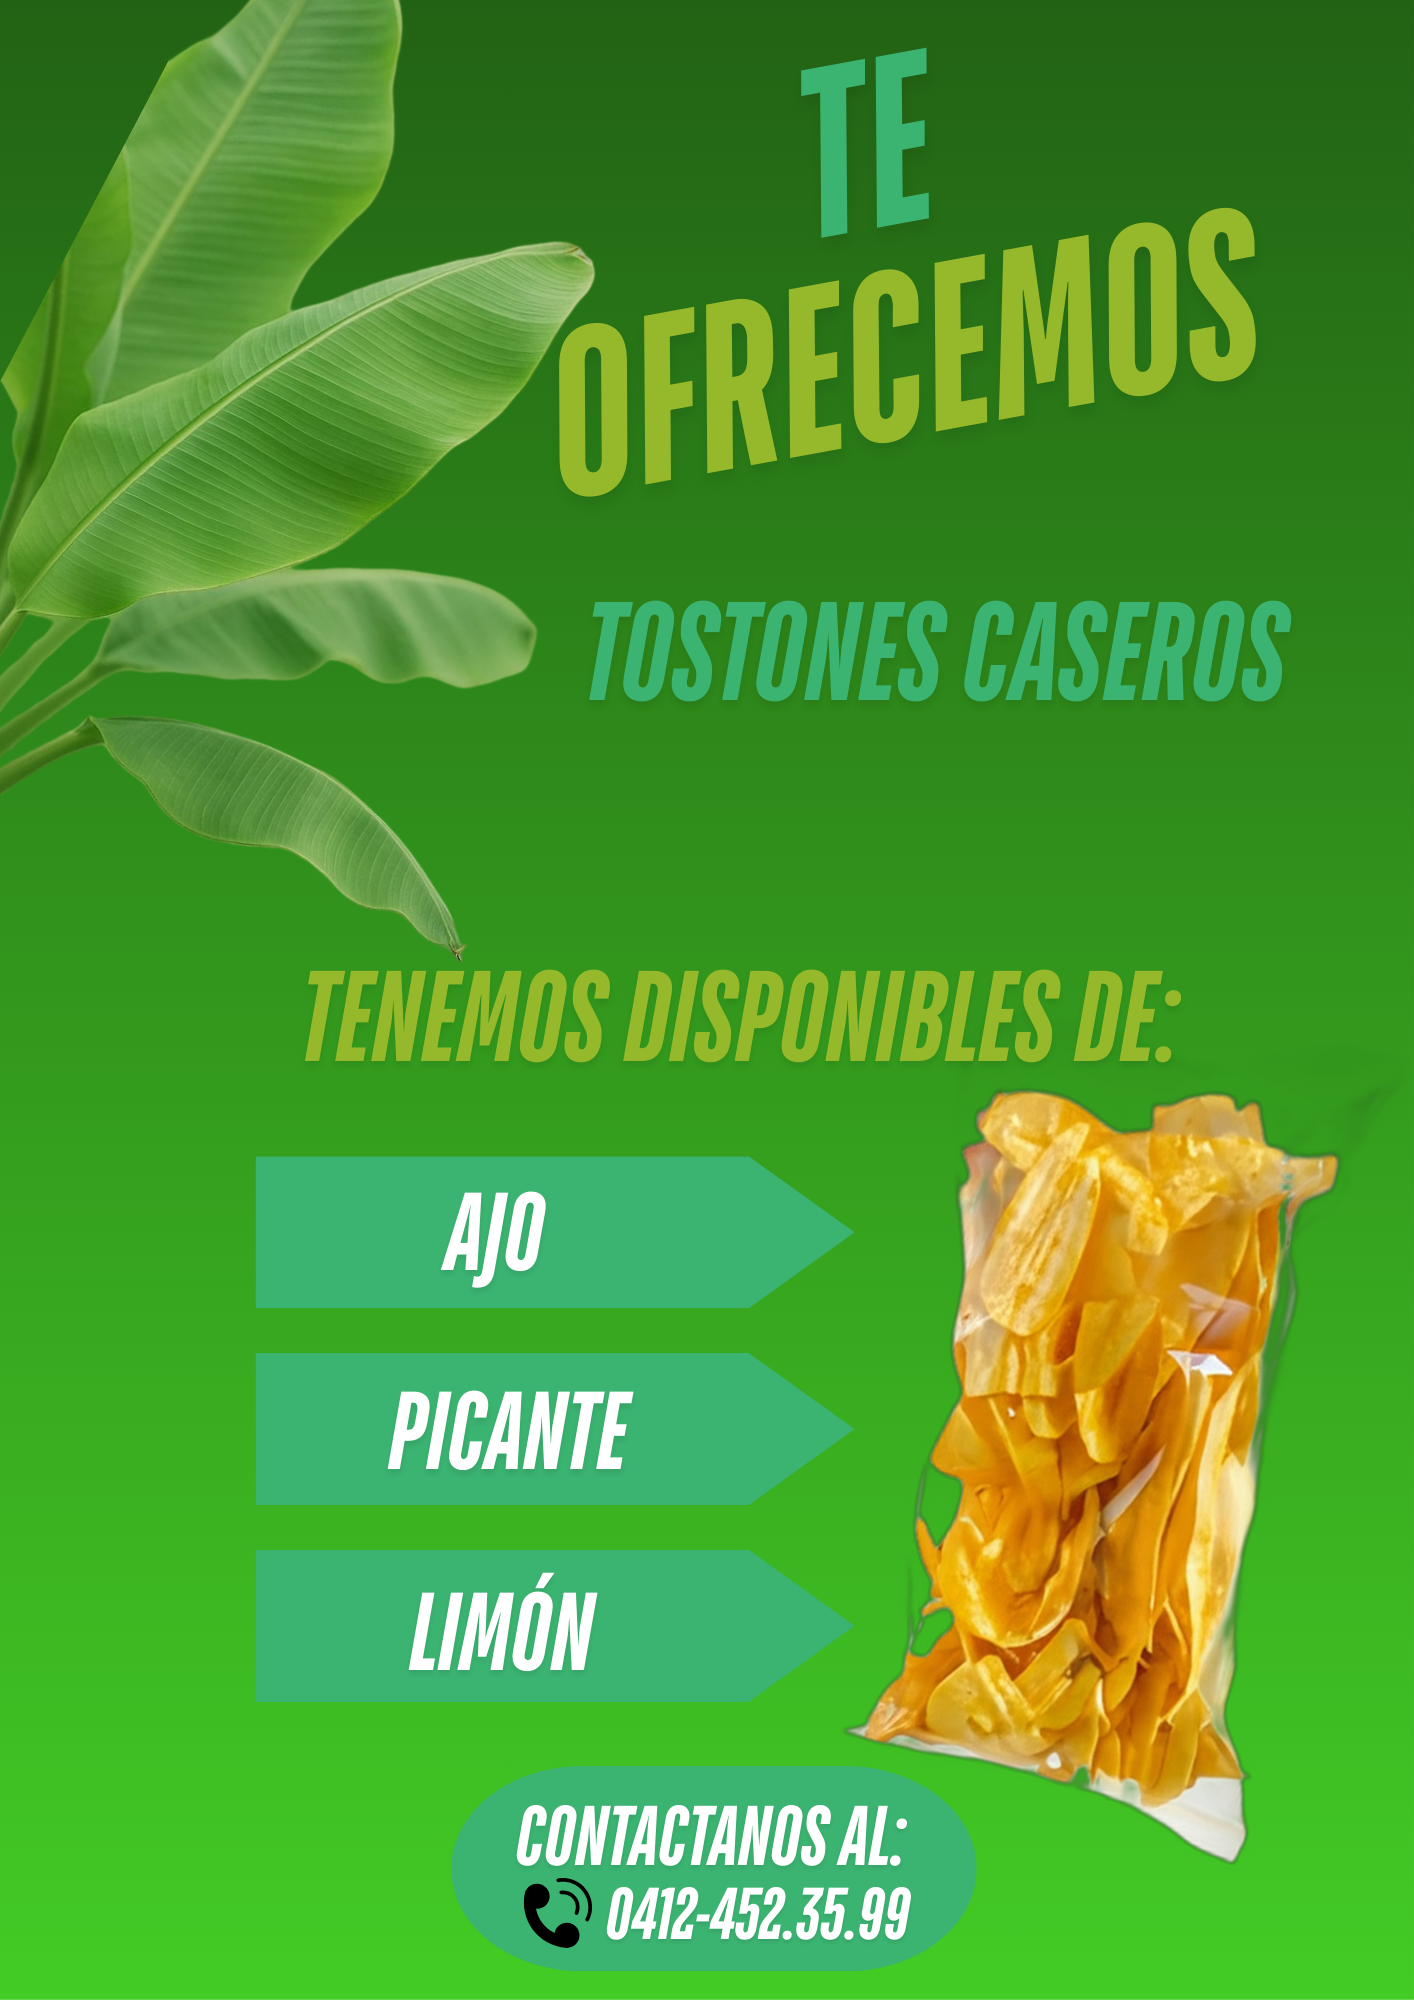 TE
OFRECEMOS
TOSTONES CASEROS
TENEMOS DISPONIBLES DE:
AJO
PICANTE
LIMÓN
CONTACTANOS AL:
0412-452.35.99